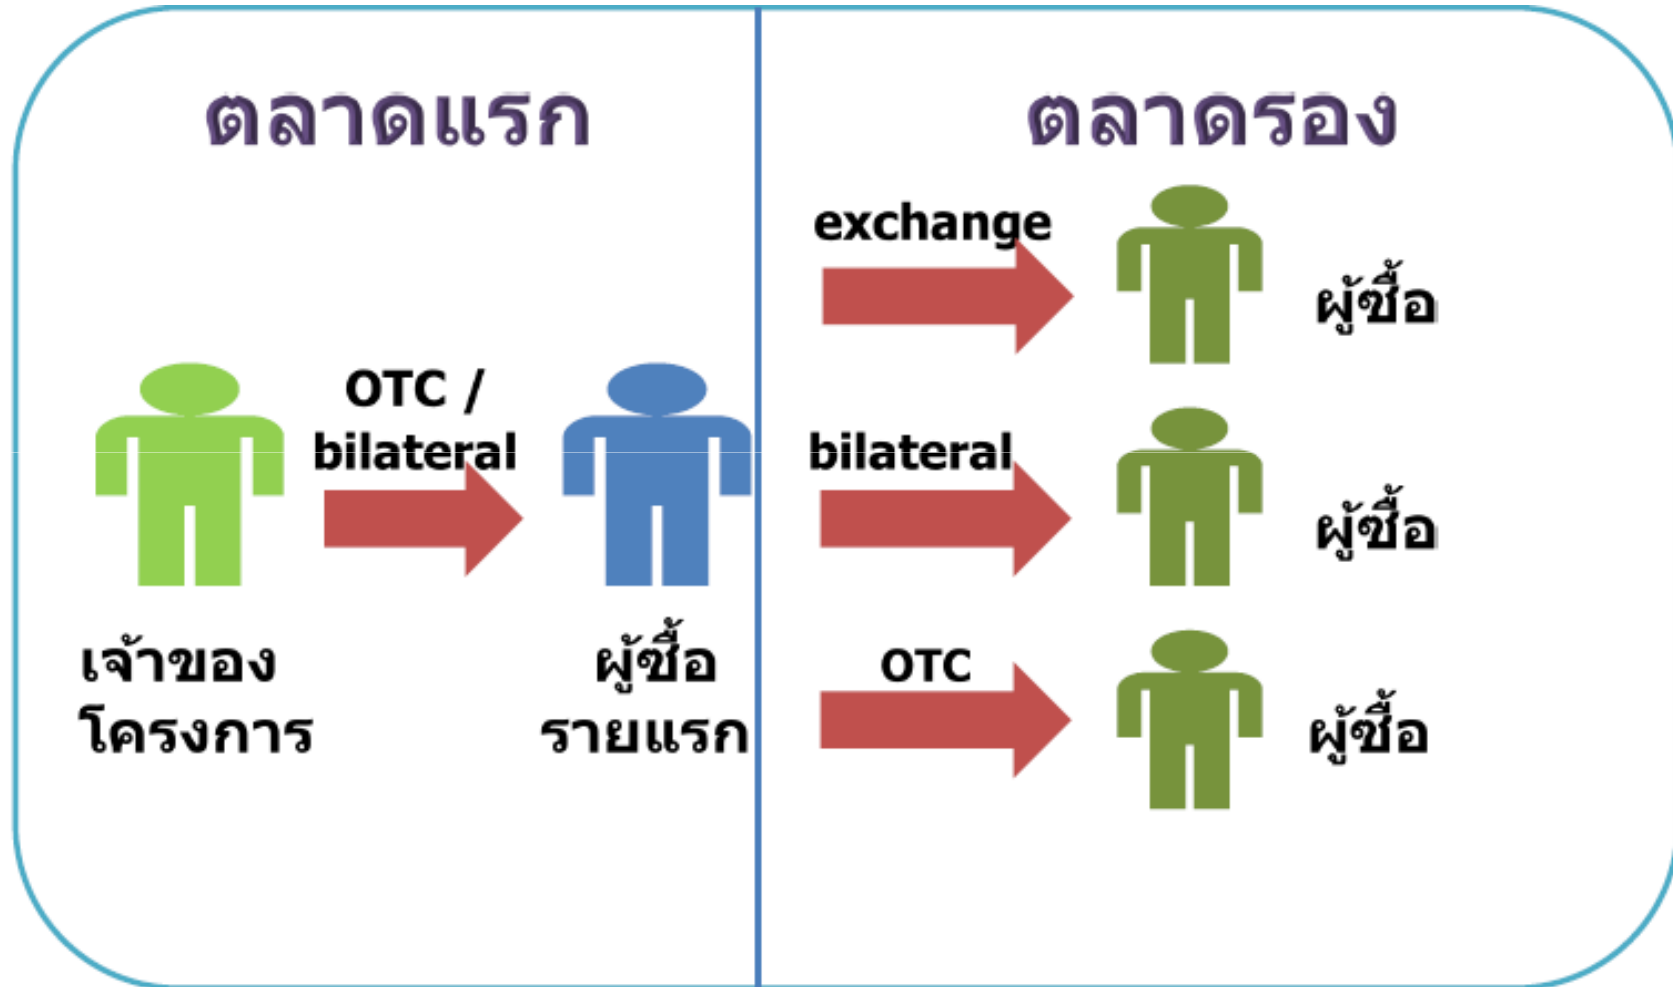 ตลาดแรก
OTC /
bilateral
เจ้าของ
โครงการ
ผู้ซื้อ
รายแรก
ตลาดรอง
exchange
ผู้ซื้อ
bilateral
ผู้ซื้อ
OTC
ผู้ซื้อ